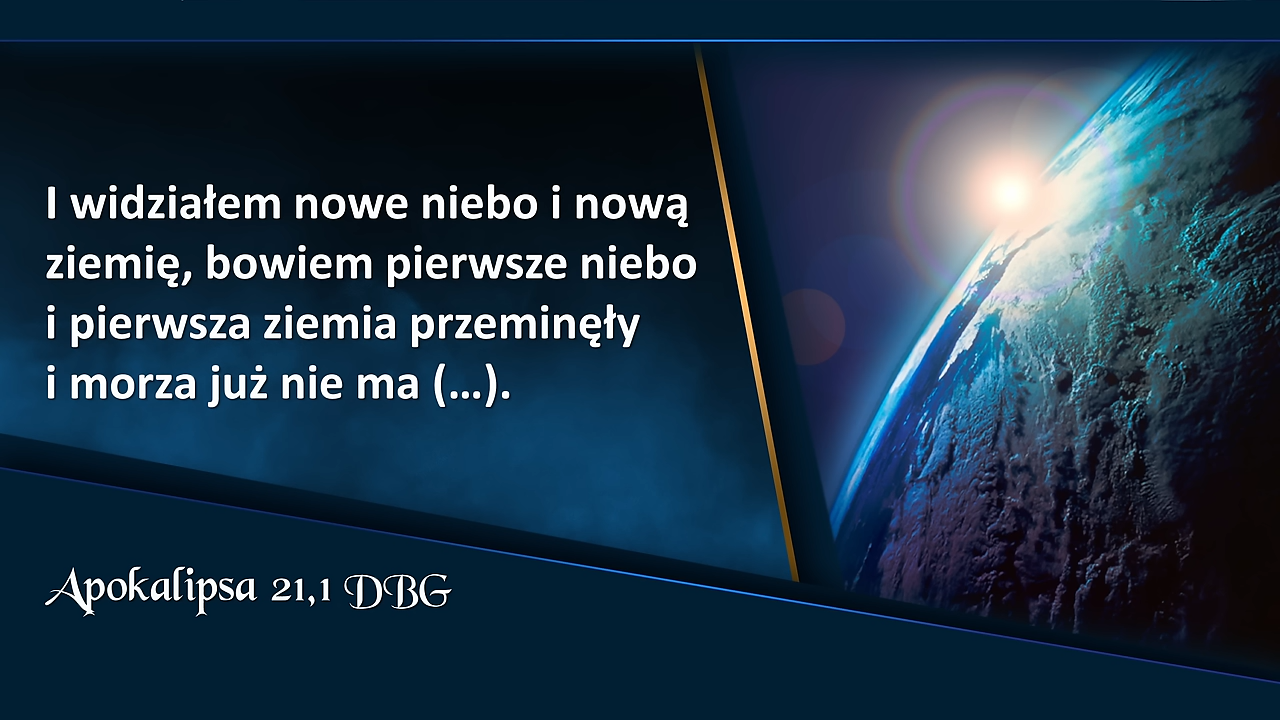 I widziałem nowe niebo i nową
ziemię, bowiem pierwsze niebo
i pierwsza ziemia przeminęły
i morza już nie ma (…).
Apokalipsa 21,1 DBG